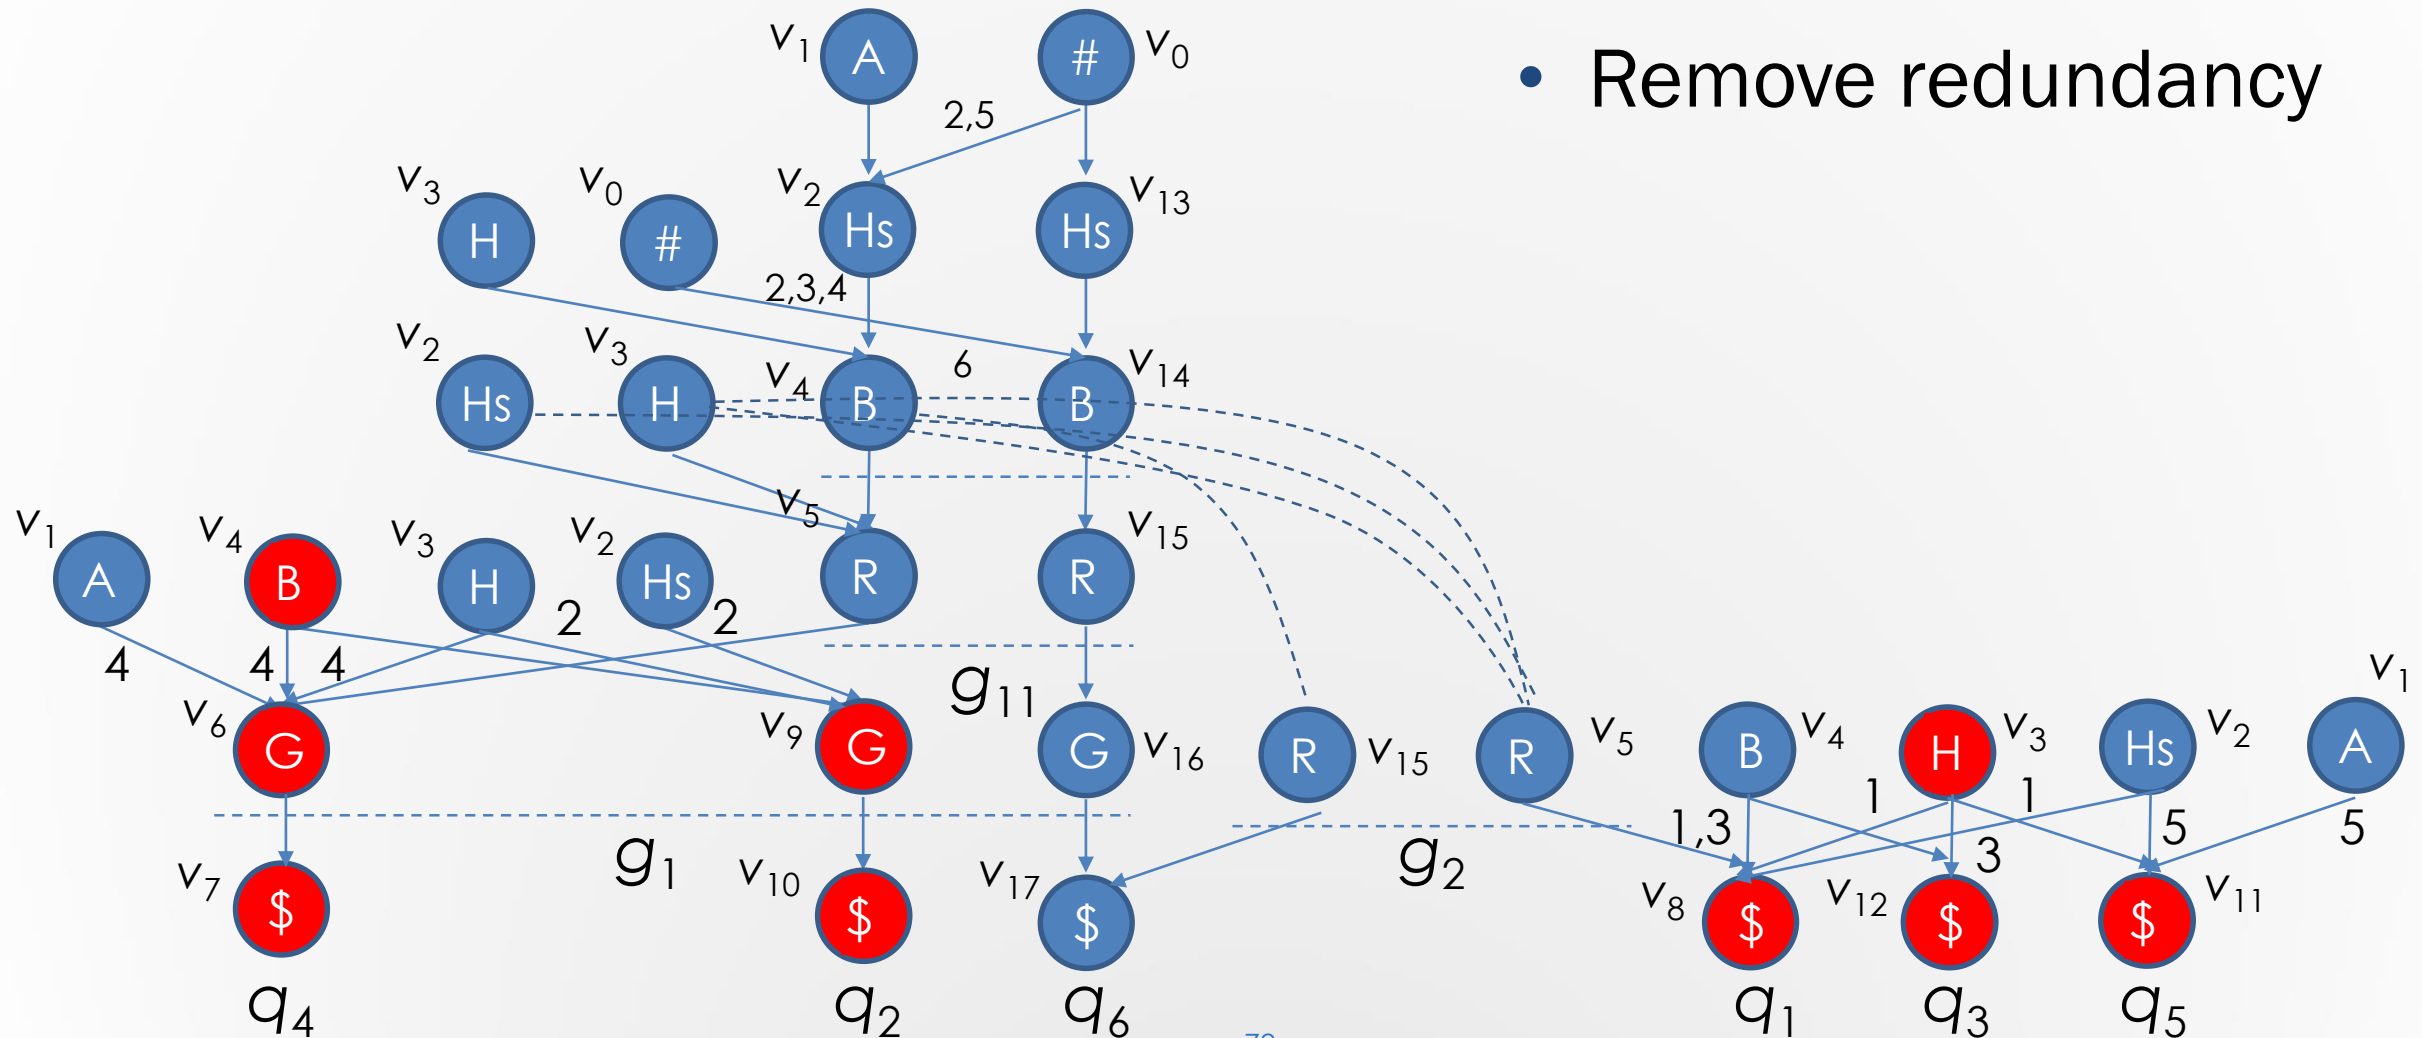 v1 A # v0
• Remove redundancy
2,5
v3 H v0 # v2 Hs Hs v13
2,3,4
v2 Hs v3 H v4 B 6 B v14
v1 A v4 B v3 H v2 Hs v5 R R v15
2 2
4 4 4
g11
v6 G v9 G G v16 R v15 R v5 B v4 H v3 Hs v2 A v1
1 1
g1 g2 1,3 3 5 5
v7 $ v10 $ v17 $ v8 $ v12 $ $ v11
q4 q2 q6 q1 q3 q5